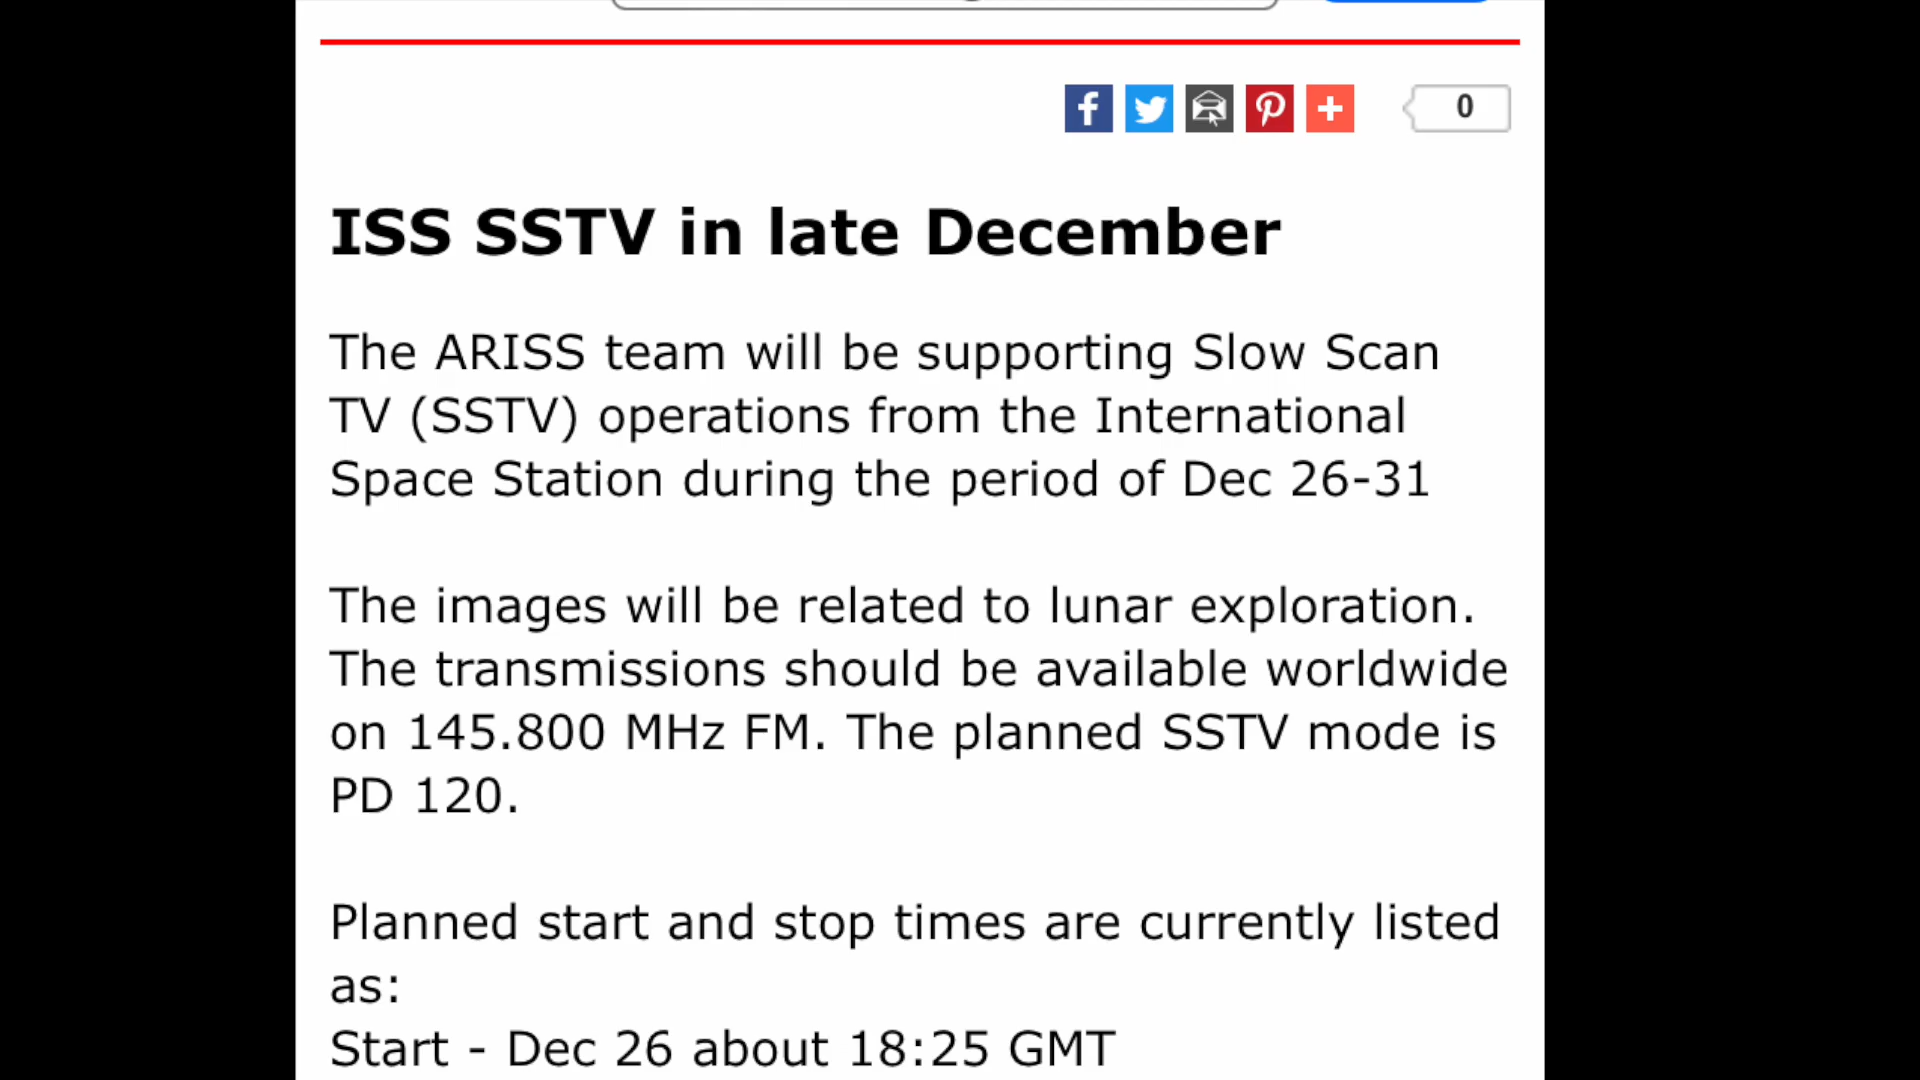 0
ISS SSTV in late December
The ARISS team will be supporting Slow Scan
TV (SSTV) operations from the International
Space Station during the period of Dec 26-31
The images will be related to lunar exploration.
The transmissions should be available worldwide
on 145.800 MHz FM. The planned SSTV mode is
PD 120.
Planned start and stop times are currently listed
as:
Start - Dec 26 about 18:25 GMT